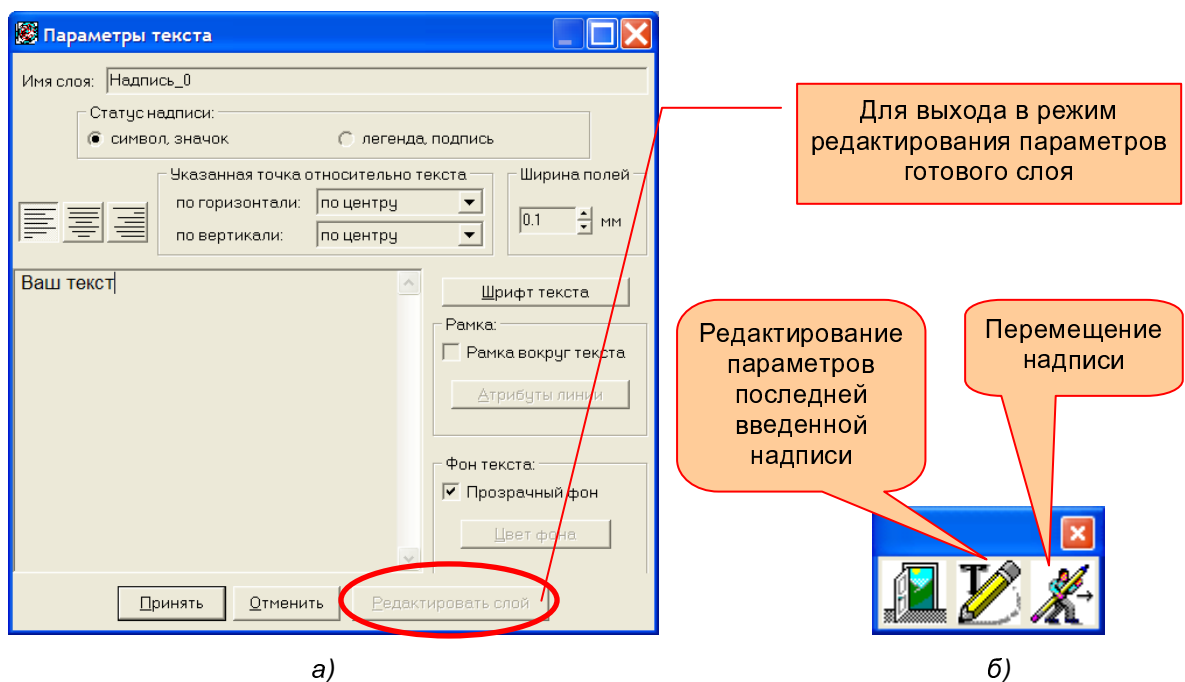 Параметры текста
Имя слоя: Надпись_0
Статус надписи:
символ, значок
легенда, подпись
Указанная точка относительно текста
по горизонтали: по центру
по вертикали: по центру
Ширина полей
0.1 мм
Ваш текст
Шрифт текста
Рамка:
Рамка вокруг текста
Атрибуты линии
Фон текста:
Прозрачный фон
Цвет фона
Принять
Отменить
Редактировать слой
а)
Для выхода в режим
редактирования параметров
готового слоя
Редактирование
параметров
последней
введенной
надписи
Перемещение
надписи
б)